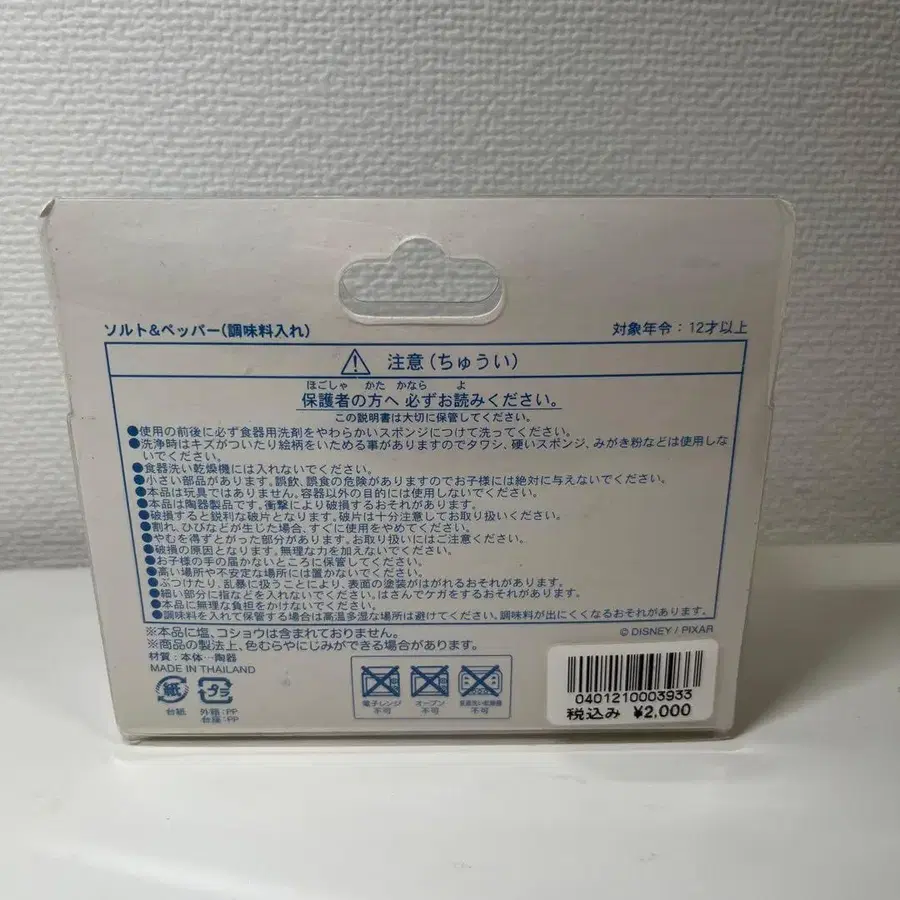 ソルト&ペッパー(調味料入れ)
対象年令:12才以上
注意(ちゅうい)
ほごしゃ かた かなら よ
保護者の方へ 必ずお読みください。
この説明書は大切に保管してください。
●使用の前後に必ず食器用洗剤をやわらかいスポンジにつけて洗ってください。
●洗浄時はキズがついたり絵柄をいためる事がありますのでタワシ、硬いスポンジ、みがき粉などは使用しな
いでください。
●食器洗い乾燥機には入れないでください。
●小さい部品があります。誤飲、誤食の危険がありますのでお子様には絶対に与えないでください。
●本品は玩具ではありません。容器以外の目的には使用しないでください。
●本品は陶器製品です。衝撃により破損するおそれがあります。
●破損すると鋭利な破片となります。破片は十分注意してお取り扱いください。
●割れ、ひびなどが生じた場合、すぐに使用をやめてください。
●やむを得ずとがった部分があります。お取り扱いにはご注意ください。
●破損の原因となります。無理な力を加えないでください。
●お子様の手の届かないところに保管してください。
●高い場所や不安定な場所には置かないでください。
●ぶつけたり、乱暴に扱うことにより、表面の塗装がはがれるおそれがあります。
●細い部分に指などを入れないでください。はさんでケガをするおそれがあります。
●本品に無理な負担をかけないでください。
●調味料を入れて保管する場合は高温多湿な場所は避けてください。調味料が出にくくなるおそれがあります。
※本品に塩、コショウは含まれておりません。
© DISNEY / PIXAR
※商品の製法上、色むらやにじみができる場合があります。
材質:本体…陶器
MADE IN THAILAND
紙
プラ
台紙
外箱:PP
台座:PP
電子レンジ
不可
オーブン
不可
食器洗い乾燥機
不可
0401210003933
税込み ¥2,000